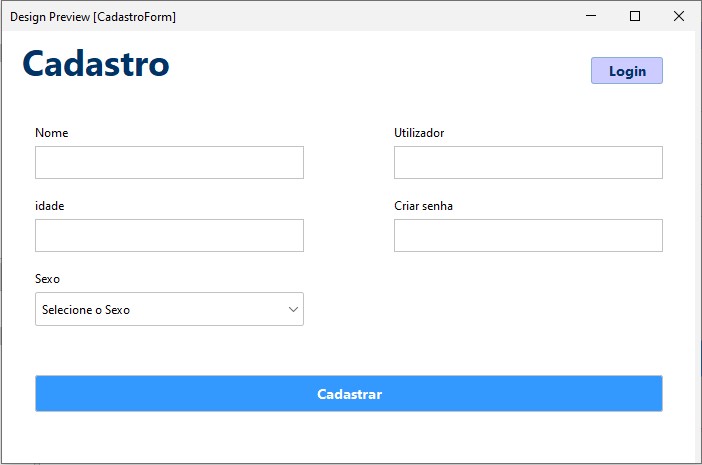 Design Preview [CadastroForm]
Cadastro
Login
Nome
Utilizador
idade
Criar senha
Sexo
Selecione o Sexo
Cadastrar